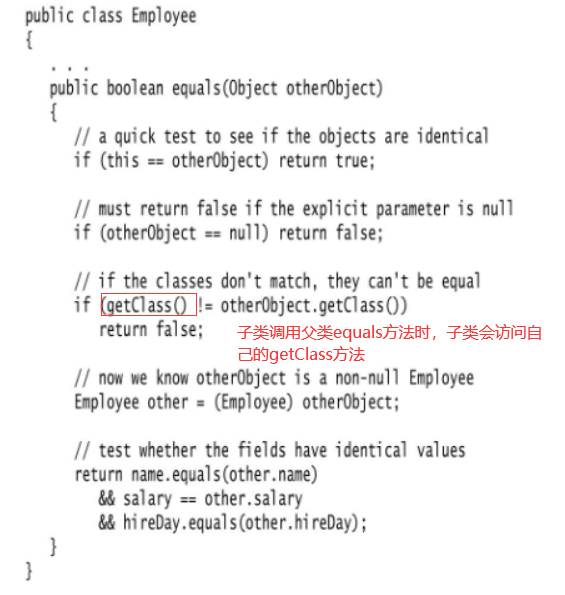 public class Employee
{
. . .
public boolean equals(Object otherObject)
{
// a quick test to see if the objects are identical
if (this == otherObject) return true;
// must return false if the explicit parameter is null
if (otherObject == null) return false;
// if the classes don't match, they can't be equal
if (getClass() != otherObject.getClass())
return false;
子类调用父类equals方法时，子类会访问自
己的getClass方法
// now we know otherObject is a non-null Employee
Employee other = (Employee) otherObject;
// test whether the fields have identical values
return name.equals(other.name)
&& salary == other.salary
&& hireDay.equals(other.hireDay);
}
}